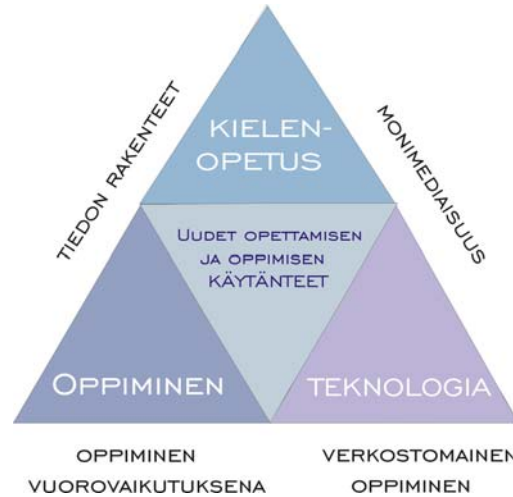 TIEDON RAKENTEET
MONIMEDIAISUUS
KIELEN-
OPETUS
UUDET OPETTAMISEN
JA OPPIMISEN
KÄYTÄNTEET
OPPIMINEN
TEKNOLOGIA
OPPIMINEN
VUOROVAIKUTUKSENA
VERKOSTOMAINEN
OPPIMINEN